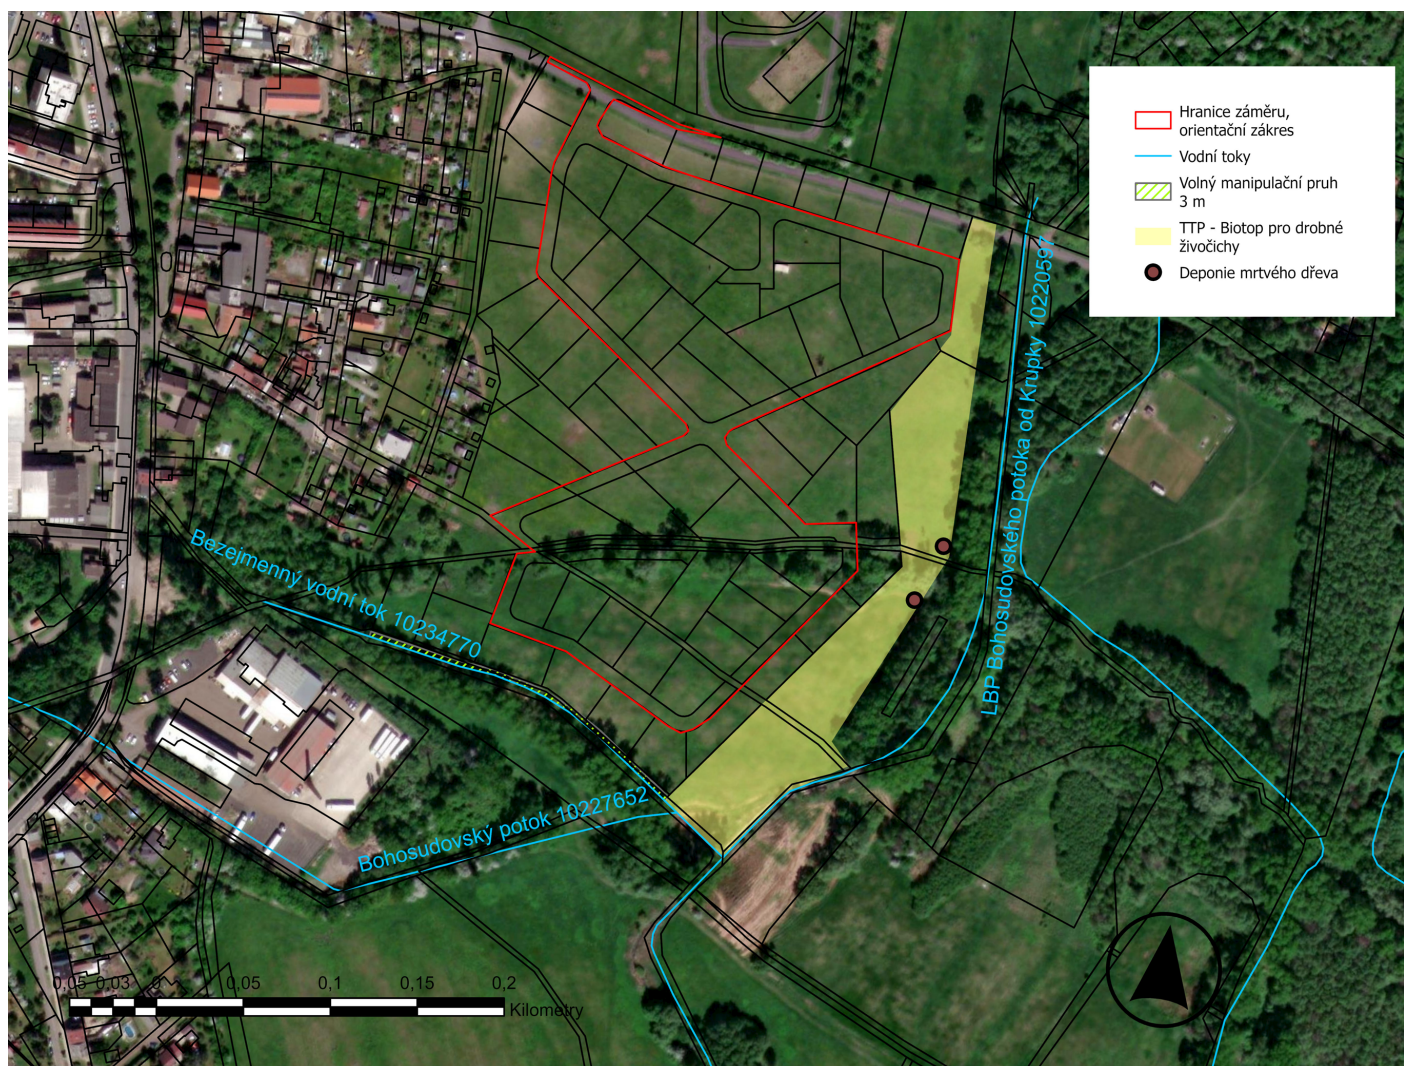 Hranice záměru,
orientační zákres
Vodní toky
Volný manipulační pruh
3 m
TTP - Biotop pro drobné
živočichy
Deponie mrtvého dřeva
LBP Bohosudovského potoka od Krupky 10220597
Bezejmenný vodní tok 10234770
Bohosudovský potok 10227652
0,05 0,03 0 0,05 0,1 0,15 0,2
Kilometry